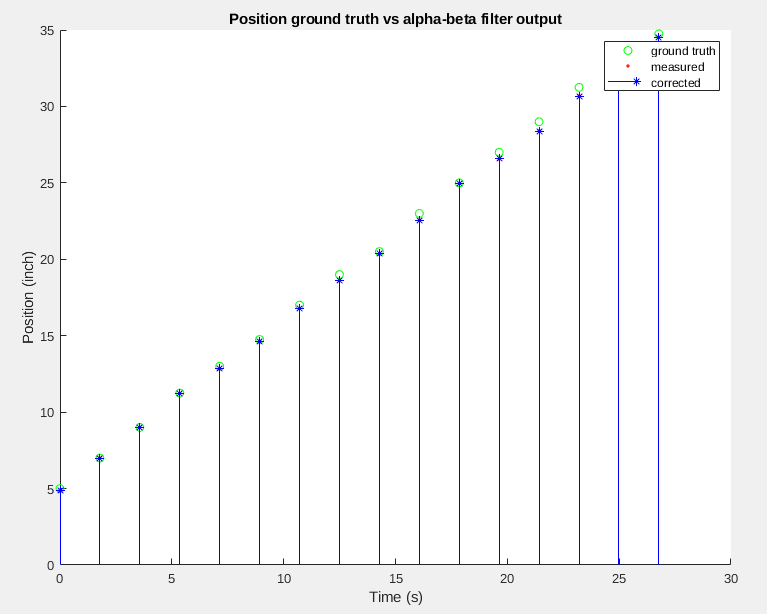 Position ground truth vs alpha-beta filter output
35
30
25
20
15
10
5
0
Position (inch)
ground truth
measured
corrected
0
5
10
15
20
25
30
Time (s)